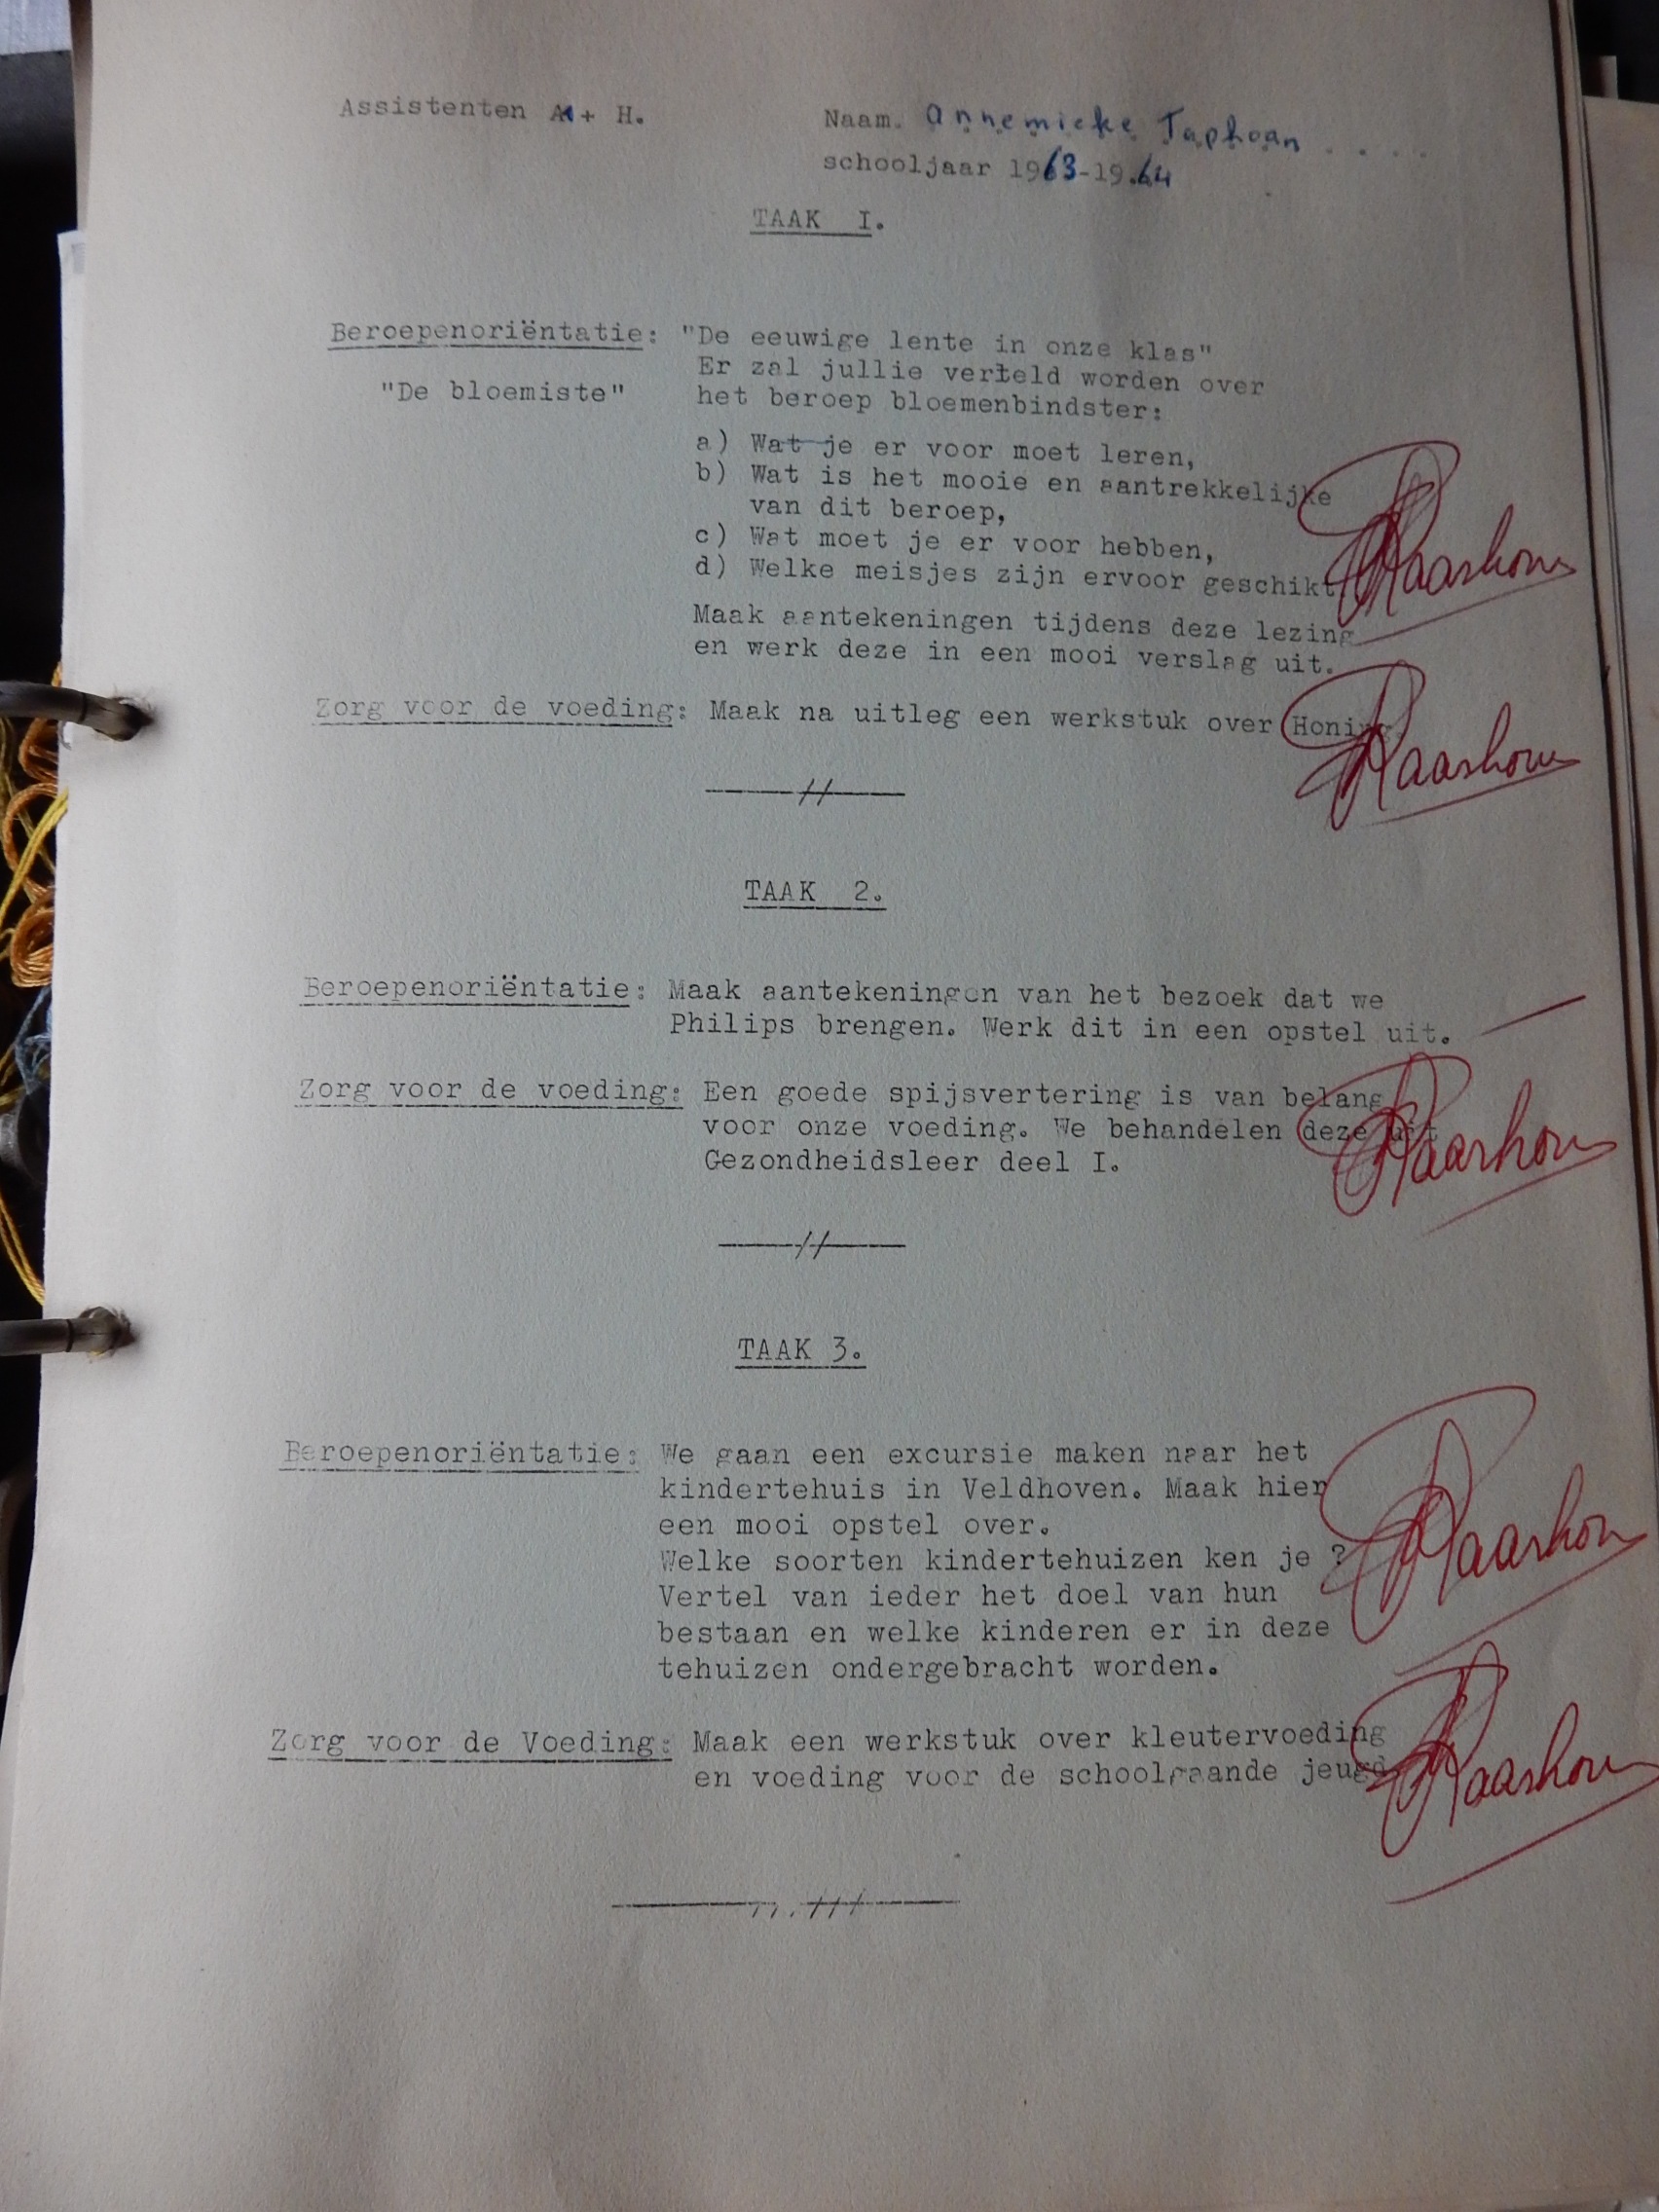 Assistenten A + H.
Naam. Annemieke Taphoan
schooljaar 1963-1964
TAAK I.
Beroepenoriëntatie: "De eeuwige lente in onze klas"
Er zal jullie verteld worden over
"De bloemiste" het beroep bloemenbindster:
a) Wat je er voor moet leren,
b) Wat is het mooie en aantrekkelijke
van dit beroep,
c) Wat moet je er voor hebben,
d) Welke meisjes zijn ervoor geschikt
Maak aantekeningen tijdens deze lezing
en werk deze in een mooi verslag uit.
Zorg voor de voeding: Maak na uitleg een werkstuk over Honing.
TAAK 2.
Beroepenoriëntatie: Maak aantekeningen van het bezoek dat we
Philips brengen. Werk dit in een opstel uit.
Zorg voor de voeding: Een goede spijsvertering is van belang
voor onze voeding. We behandelen deze uit
Gezondheidsleer deel I.
TAAK 3.
Beroepenoriëntatie: We gaan een excursie maken naar het
kindertehuis in Veldhoven. Maak hier
een mooi opstel over.
Welke soorten kindertehuizen ken je ?
Vertel van ieder het doel van hun
bestaan en welke kinderen er in deze
tehuizen ondergebracht worden.
Zorg voor de Voeding: Maak een werkstuk over kleutervoeding
en voeding voor de schoolgaande jeugd.